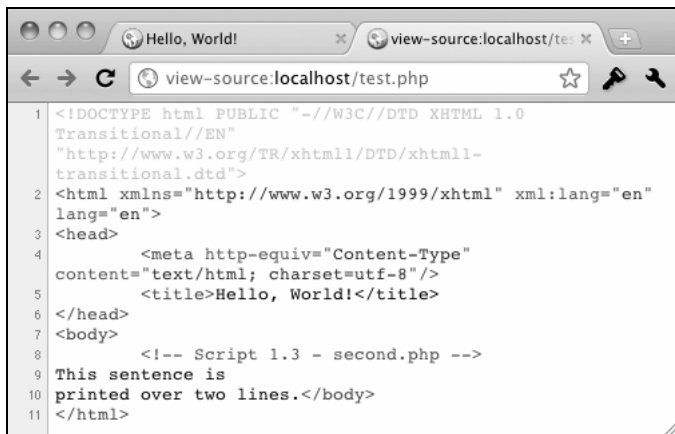 Hello, World!
view-source:localhost/tes
view-source:localhost/test.php
1 <!DOCTYPE html PUBLIC "-//W3C//DTD XHTML 1.0
Transitional//EN"
"http://www.w3.org/TR/xhtml1/DTD/xhtml1-
transitional.dtd">
2 <html xmlns="http://www.w3.org/1999/xhtml" xml:lang="en"
lang="en">
3 <head>
4 <meta http-equiv="Content-Type"
content="text/html; charset=utf-8"/>
5 <title>Hello, World!</title>
6 </head>
7 <body>
8 <!-- Script 1.3 - second.php -->
9 This sentence is
10 printed over two lines.</body>
11 </html>